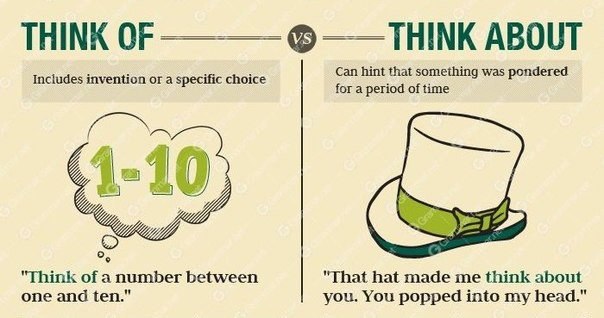 THINK OF
vs
THINK ABOUT
Includes invention or a specific choice
Can hint that something was pondered
for a period of time
1-10
"Think of a number between
one and ten."
"That hat made me think about
you. You popped into my head."